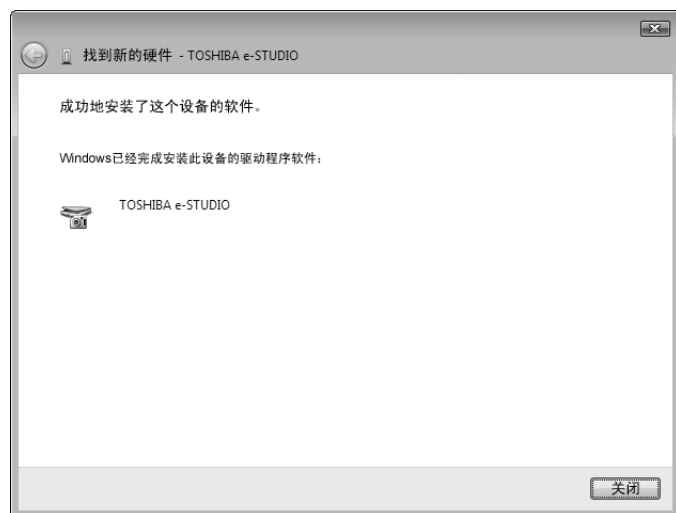 找到新的硬件 - TOSHIBA e-STUDIO
成功地安装了这个设备的软件。
Windows已经完成安装此设备的驱动程序软件:
TOSHIBA e-STUDIO
关闭